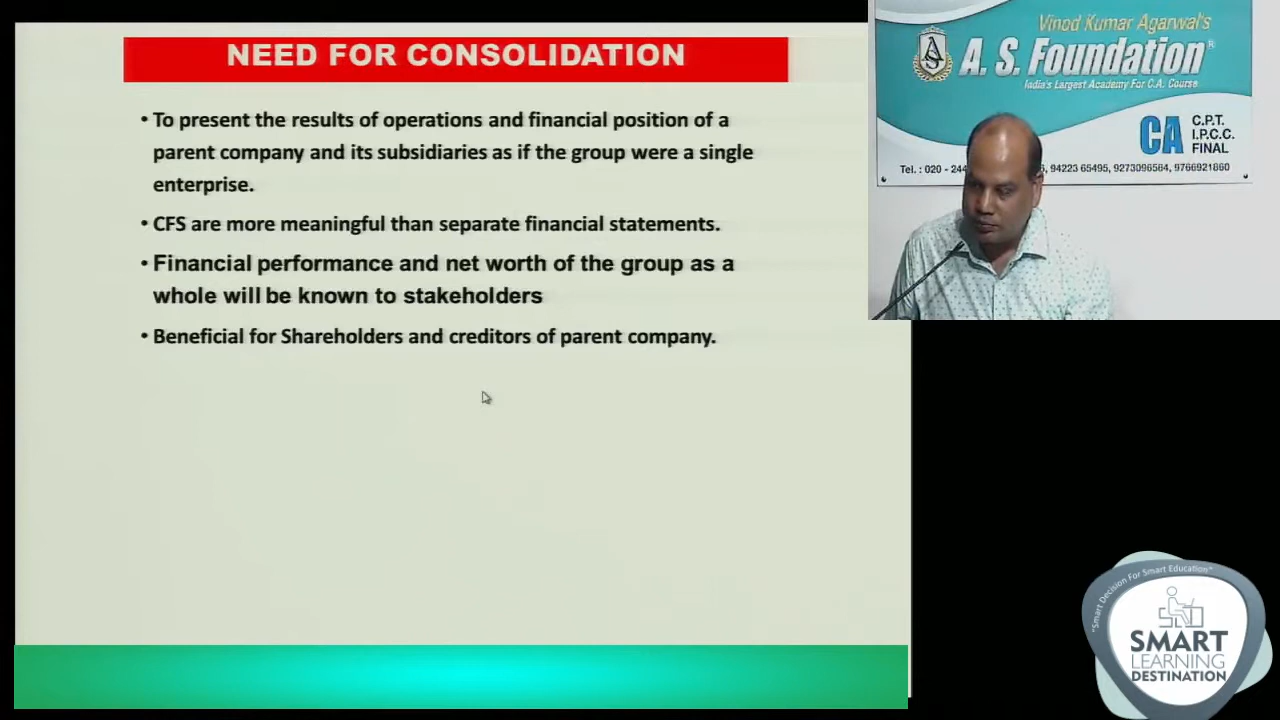 NEED FOR CONSOLIDATION
• To present the results of operations and financial position of a
parent company and its subsidiaries as if the group were a single
enterprise.
• CFS are more meaningful than separate financial statements.
• Financial performance and net worth of the group as a
whole will be known to stakeholders
• Beneficial for Shareholders and creditors of parent company.
Vinod Kumar Agarwal's
A. S. Foundation®
India's Largest Academy For C.A. Course
CA
C.P.T.
I.P.C.C.
FINAL
Tel. : 020 - 244 94223 65495, 9273096564, 9766921860
"Smart Decision For Smart Education"
SMART
LEARNING
DESTINATION